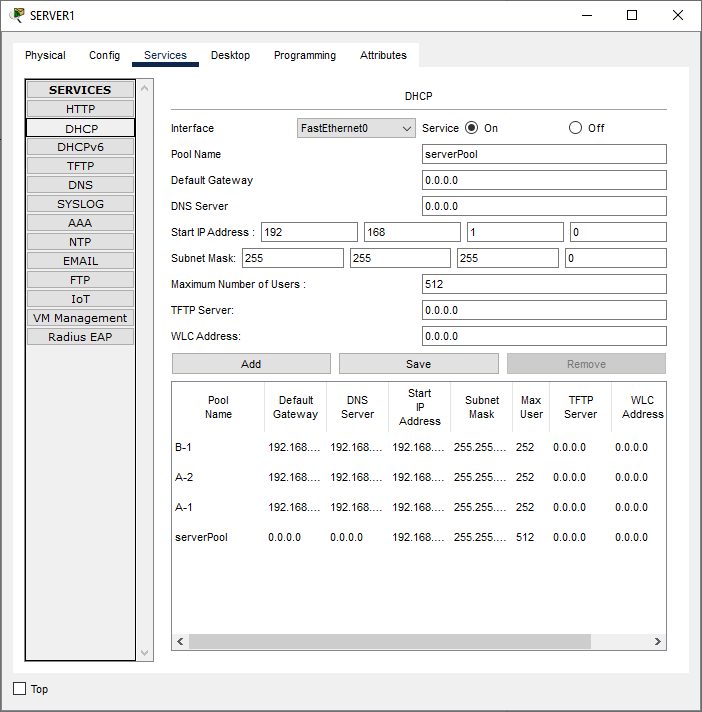 SERVER1
Physical Config Services Desktop Programming Attributes
SERVICES
HTTP
DHCP
DHCPv6
TFTP
DNS
SYSLOG
AAA
NTP
EMAIL
FTP
IoT
VM Management
Radius EAP
DHCP
Interface FastEthernet0 Service On Off
Pool Name serverPool
Default Gateway 0.0.0.0
DNS Server 0.0.0.0
Start IP Address : 192 168 1 0
Subnet Mask: 255 255 255 0
Maximum Number of Users : 512
TFTP Server: 0.0.0.0
WLC Address: 0.0.0.0
Add Save Remove
Pool Name Default Gateway DNS Server Start IP Address Subnet Mask Max User TFTP Server WLC Address
B-1 192.168.... 192.168.... 192.168.... 255.255.... 252 0.0.0.0 0.0.0.0
A-2 192.168.... 192.168.... 192.168.... 255.255.... 252 0.0.0.0 0.0.0.0
A-1 192.168.... 192.168.... 192.168.... 255.255.... 252 0.0.0.0 0.0.0.0
serverPool 0.0.0.0 0.0.0.0 192.168.... 255.255.... 512 0.0.0.0 0.0.0.0
Top